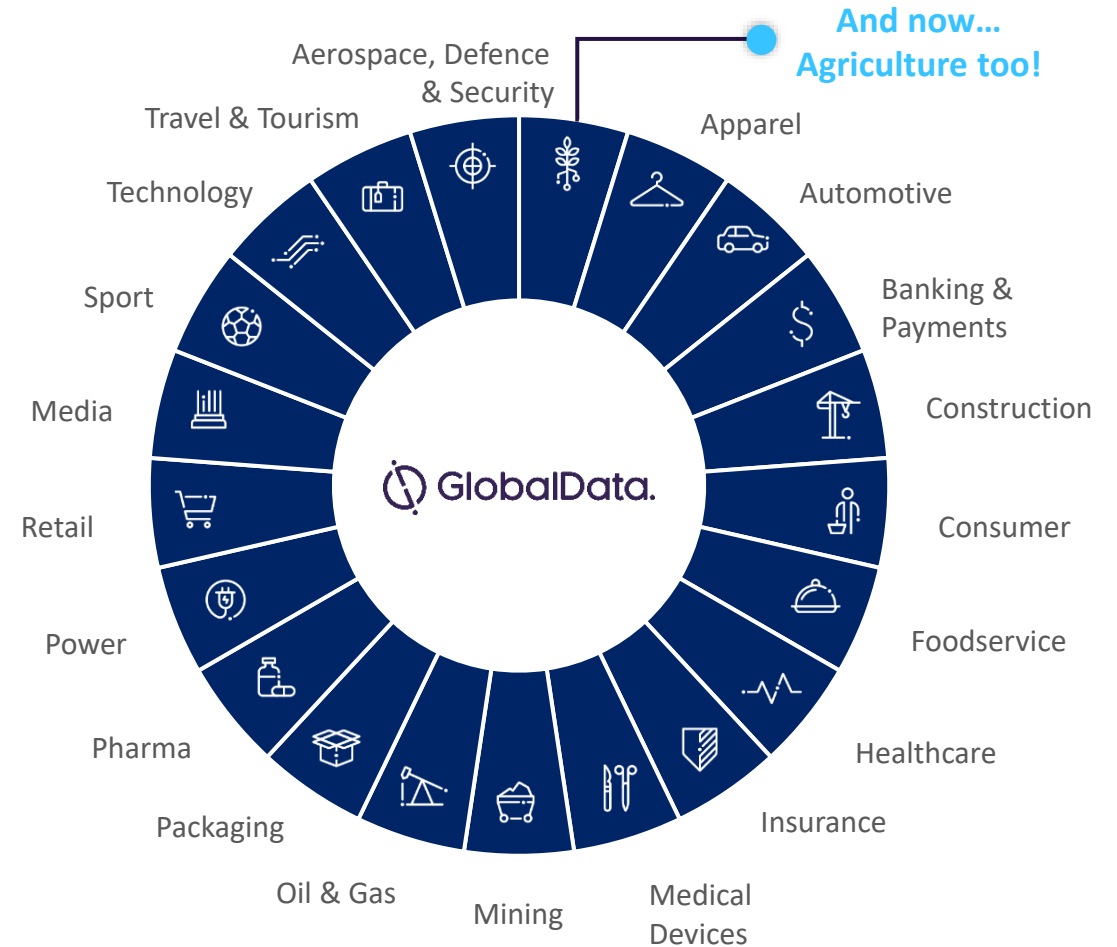 And now…
Agriculture too!
Aerospace, Defence
& Security
Apparel
Travel & Tourism
Automotive
Technology
Banking &
Payments
Sport
Construction
Media
GlobalData.
Retail
Consumer
Power
Foodservice
Pharma
Healthcare
Packaging
Insurance
Oil & Gas
Mining
Medical
Devices